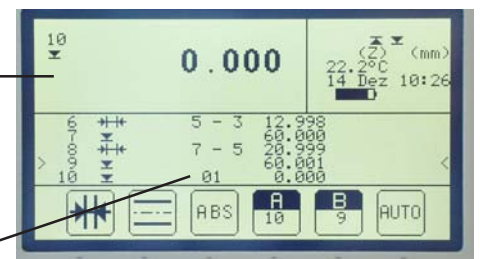 10
0.000
(Z) (mm)
22.2°C
14 Dez 10:26
6 5 - 3 12.998
7 60.000
8 7 - 5 20.999
> 9 60.001 <
10 01 0.000
ABS A 10 B 9 AUTO